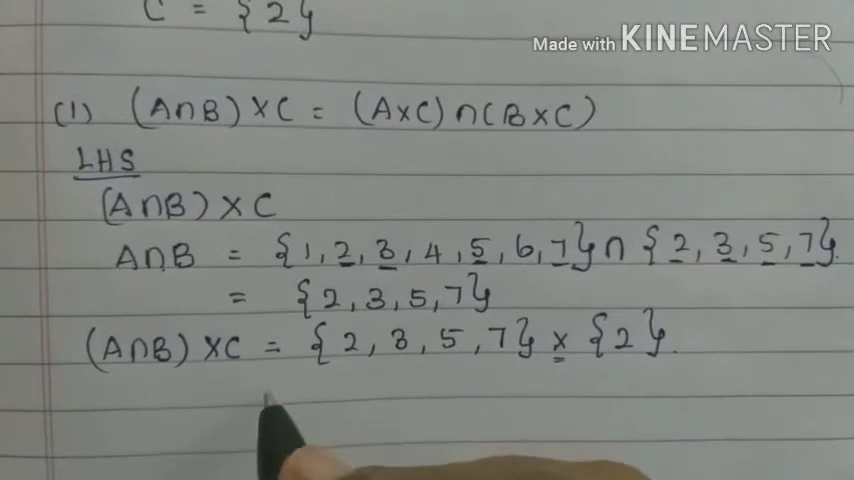 C = {2}
Made with KINEMASTER
(1) (A∩B) × C = (A×C) ∩ (B×C)
LHS
(A∩B) × C
A∩B = {1, 2, 3, 4, 5, 6, 7} ∩ {2, 3, 5, 7}.
= {2, 3, 5, 7}
(A∩B) × C = {2, 3, 5, 7} × {2}.